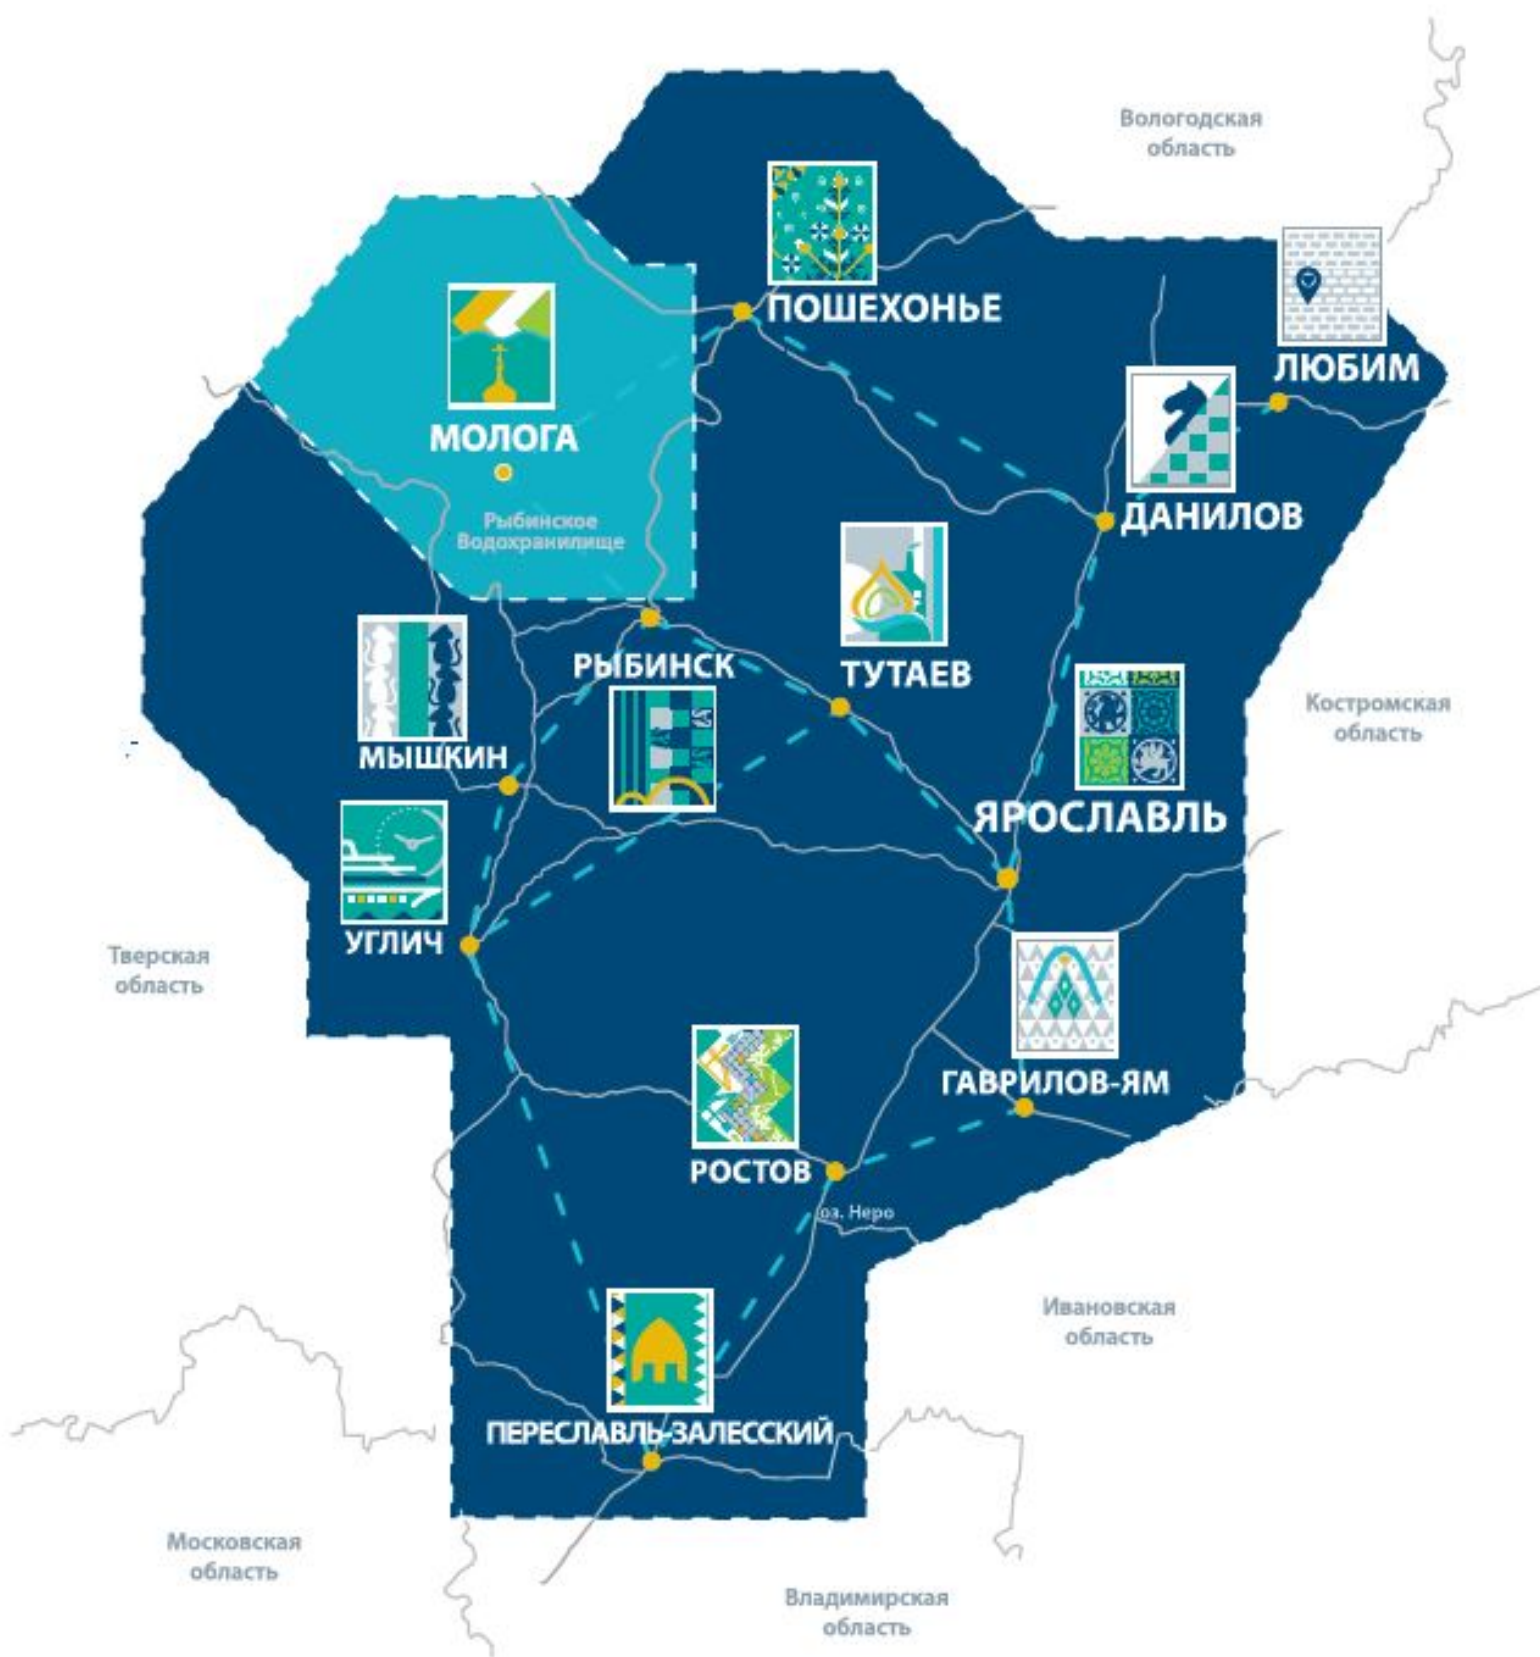 Вологодская
область
ПОШЕХОНЬЕ
ЛЮБИМ
МОЛОГА
ДАНИЛОВ
Рыбинское
Водохранилище
РЫБИНСК
ТУТАЕВ
Костромская
область
МЫШКИН
ЯРОСЛАВЛЬ
УГЛИЧ
Тверская
область
ГАВРИЛОВ-ЯМ
РОСТОВ
оз. Неро
Ивановская
область
ПЕРЕСЛАВЛЬ-ЗАЛЕССКИЙ
Московская
область
Владимирская
область